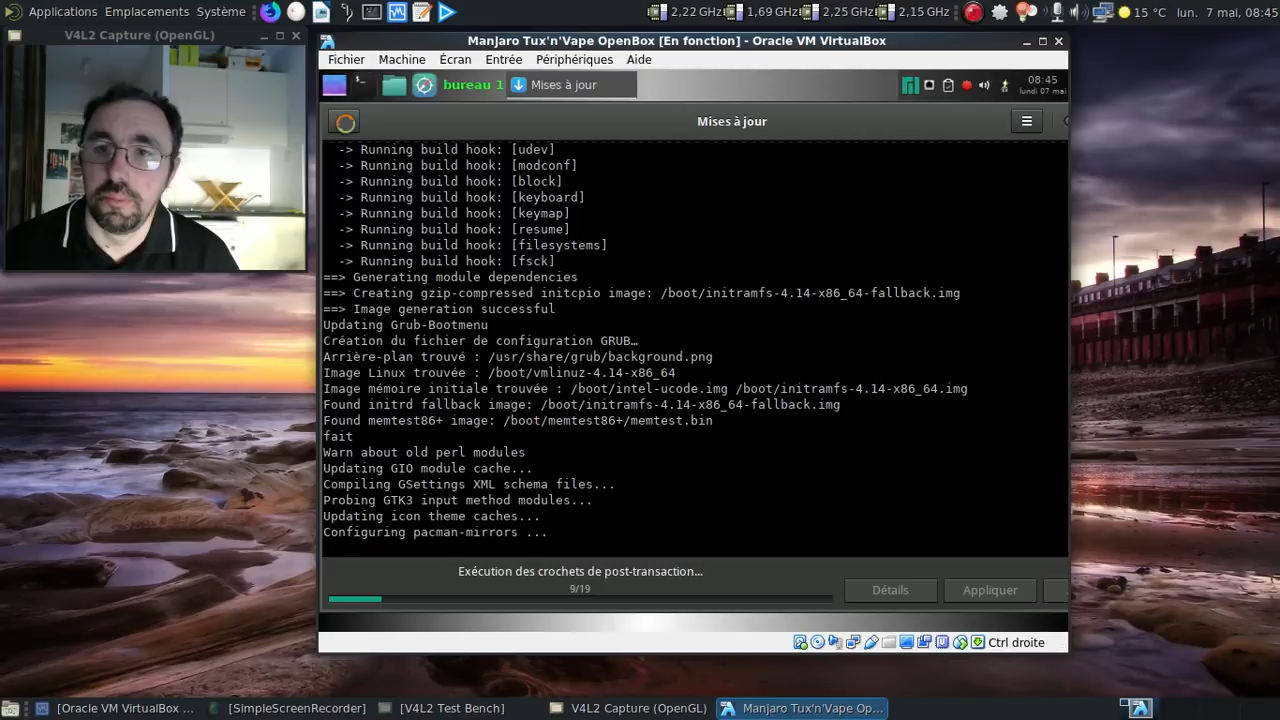 Applications Emplacements Système 2,22 GHz 1,69 GHz 2,25 GHz 2,15 GHz 15 °C lun. 7 mai, 08:45
V4L2 Capture (OpenGL)
Manjaro Tux'n'Vape OpenBox [En fonction] - Oracle VM VirtualBox
Fichier Machine Écran Entrée Périphériques Aide
bureau 1 Mises à jour 08:45
lundi 07 mai
Mises à jour
-> Running build hook: [udev]
-> Running build hook: [modconf]
-> Running build hook: [block]
-> Running build hook: [keyboard]
-> Running build hook: [keymap]
-> Running build hook: [resume]
-> Running build hook: [filesystems]
-> Running build hook: [fsck]
==> Generating module dependencies
==> Creating gzip-compressed initcpio image: /boot/initramfs-4.14-x86_64-fallback.img
==> Image generation successful
Updating Grub-Bootmenu
Création du fichier de configuration GRUB…
Arrière-plan trouvé : /usr/share/grub/background.png
Image Linux trouvée : /boot/vmlinuz-4.14-x86_64
Image mémoire initiale trouvée : /boot/intel-ucode.img /boot/initramfs-4.14-x86_64.img
Found initrd fallback image: /boot/initramfs-4.14-x86_64-fallback.img
Found memtest86+ image: /boot/memtest86+/memtest.bin
fait
Warn about old perl modules
Updating GIO module cache...
Compiling GSettings XML schema files...
Probing GTK3 input method modules...
Updating icon theme caches...
Configuring pacman-mirrors ...
Exécution des crochets de post-transaction...
9/19
Détails Appliquer
Ctrl droite
[Oracle VM VirtualBox ... [SimpleScreenRecorder] [V4L2 Test Bench] V4L2 Capture (OpenGL) Manjaro Tux'n'Vape Op...